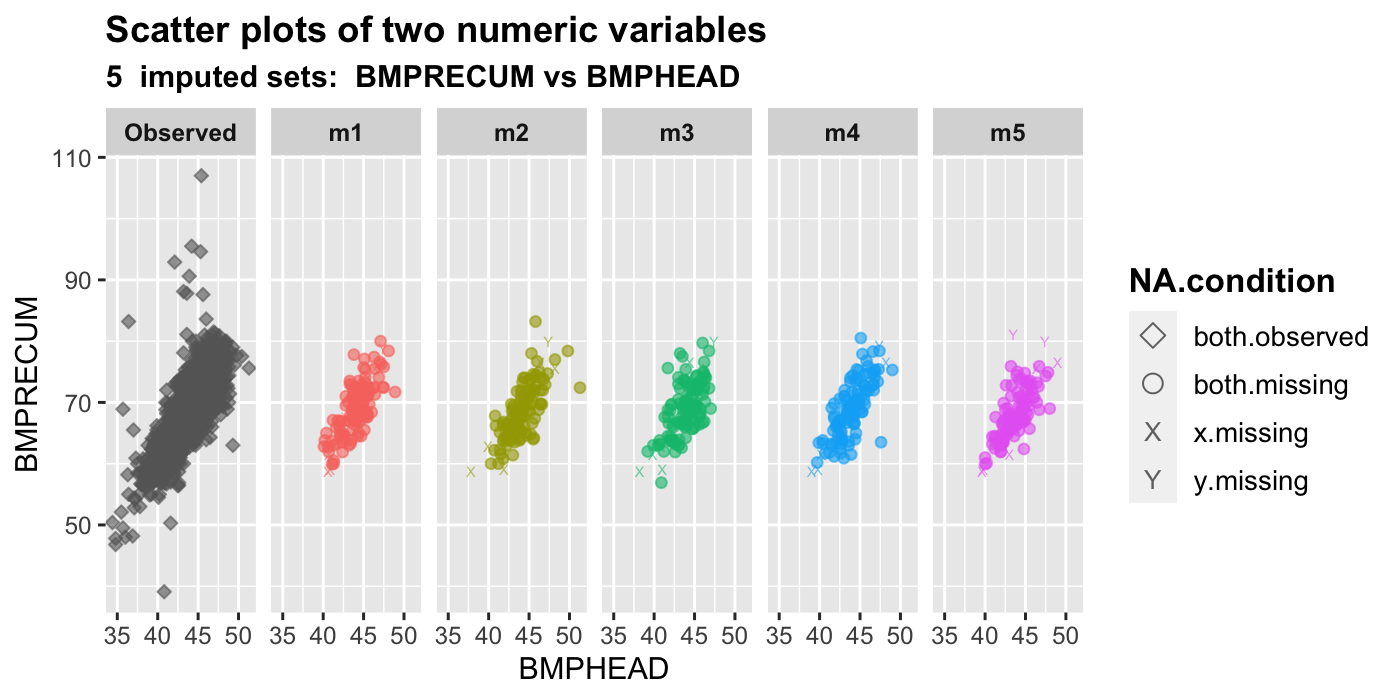 Scatter plots of two numeric variables
5 imputed sets: BMPRECUM vs BMPHEAD
Observed m1 m2 m3 m4 m5
110
90
70
50
BMPRECUM
35 40 45 50 35 40 45 50 35 40 45 50 35 40 45 50 35 40 45 50 35 40 45 50
BMPHEAD
NA.condition
both.observed
both.missing
X x.missing
Y y.missing